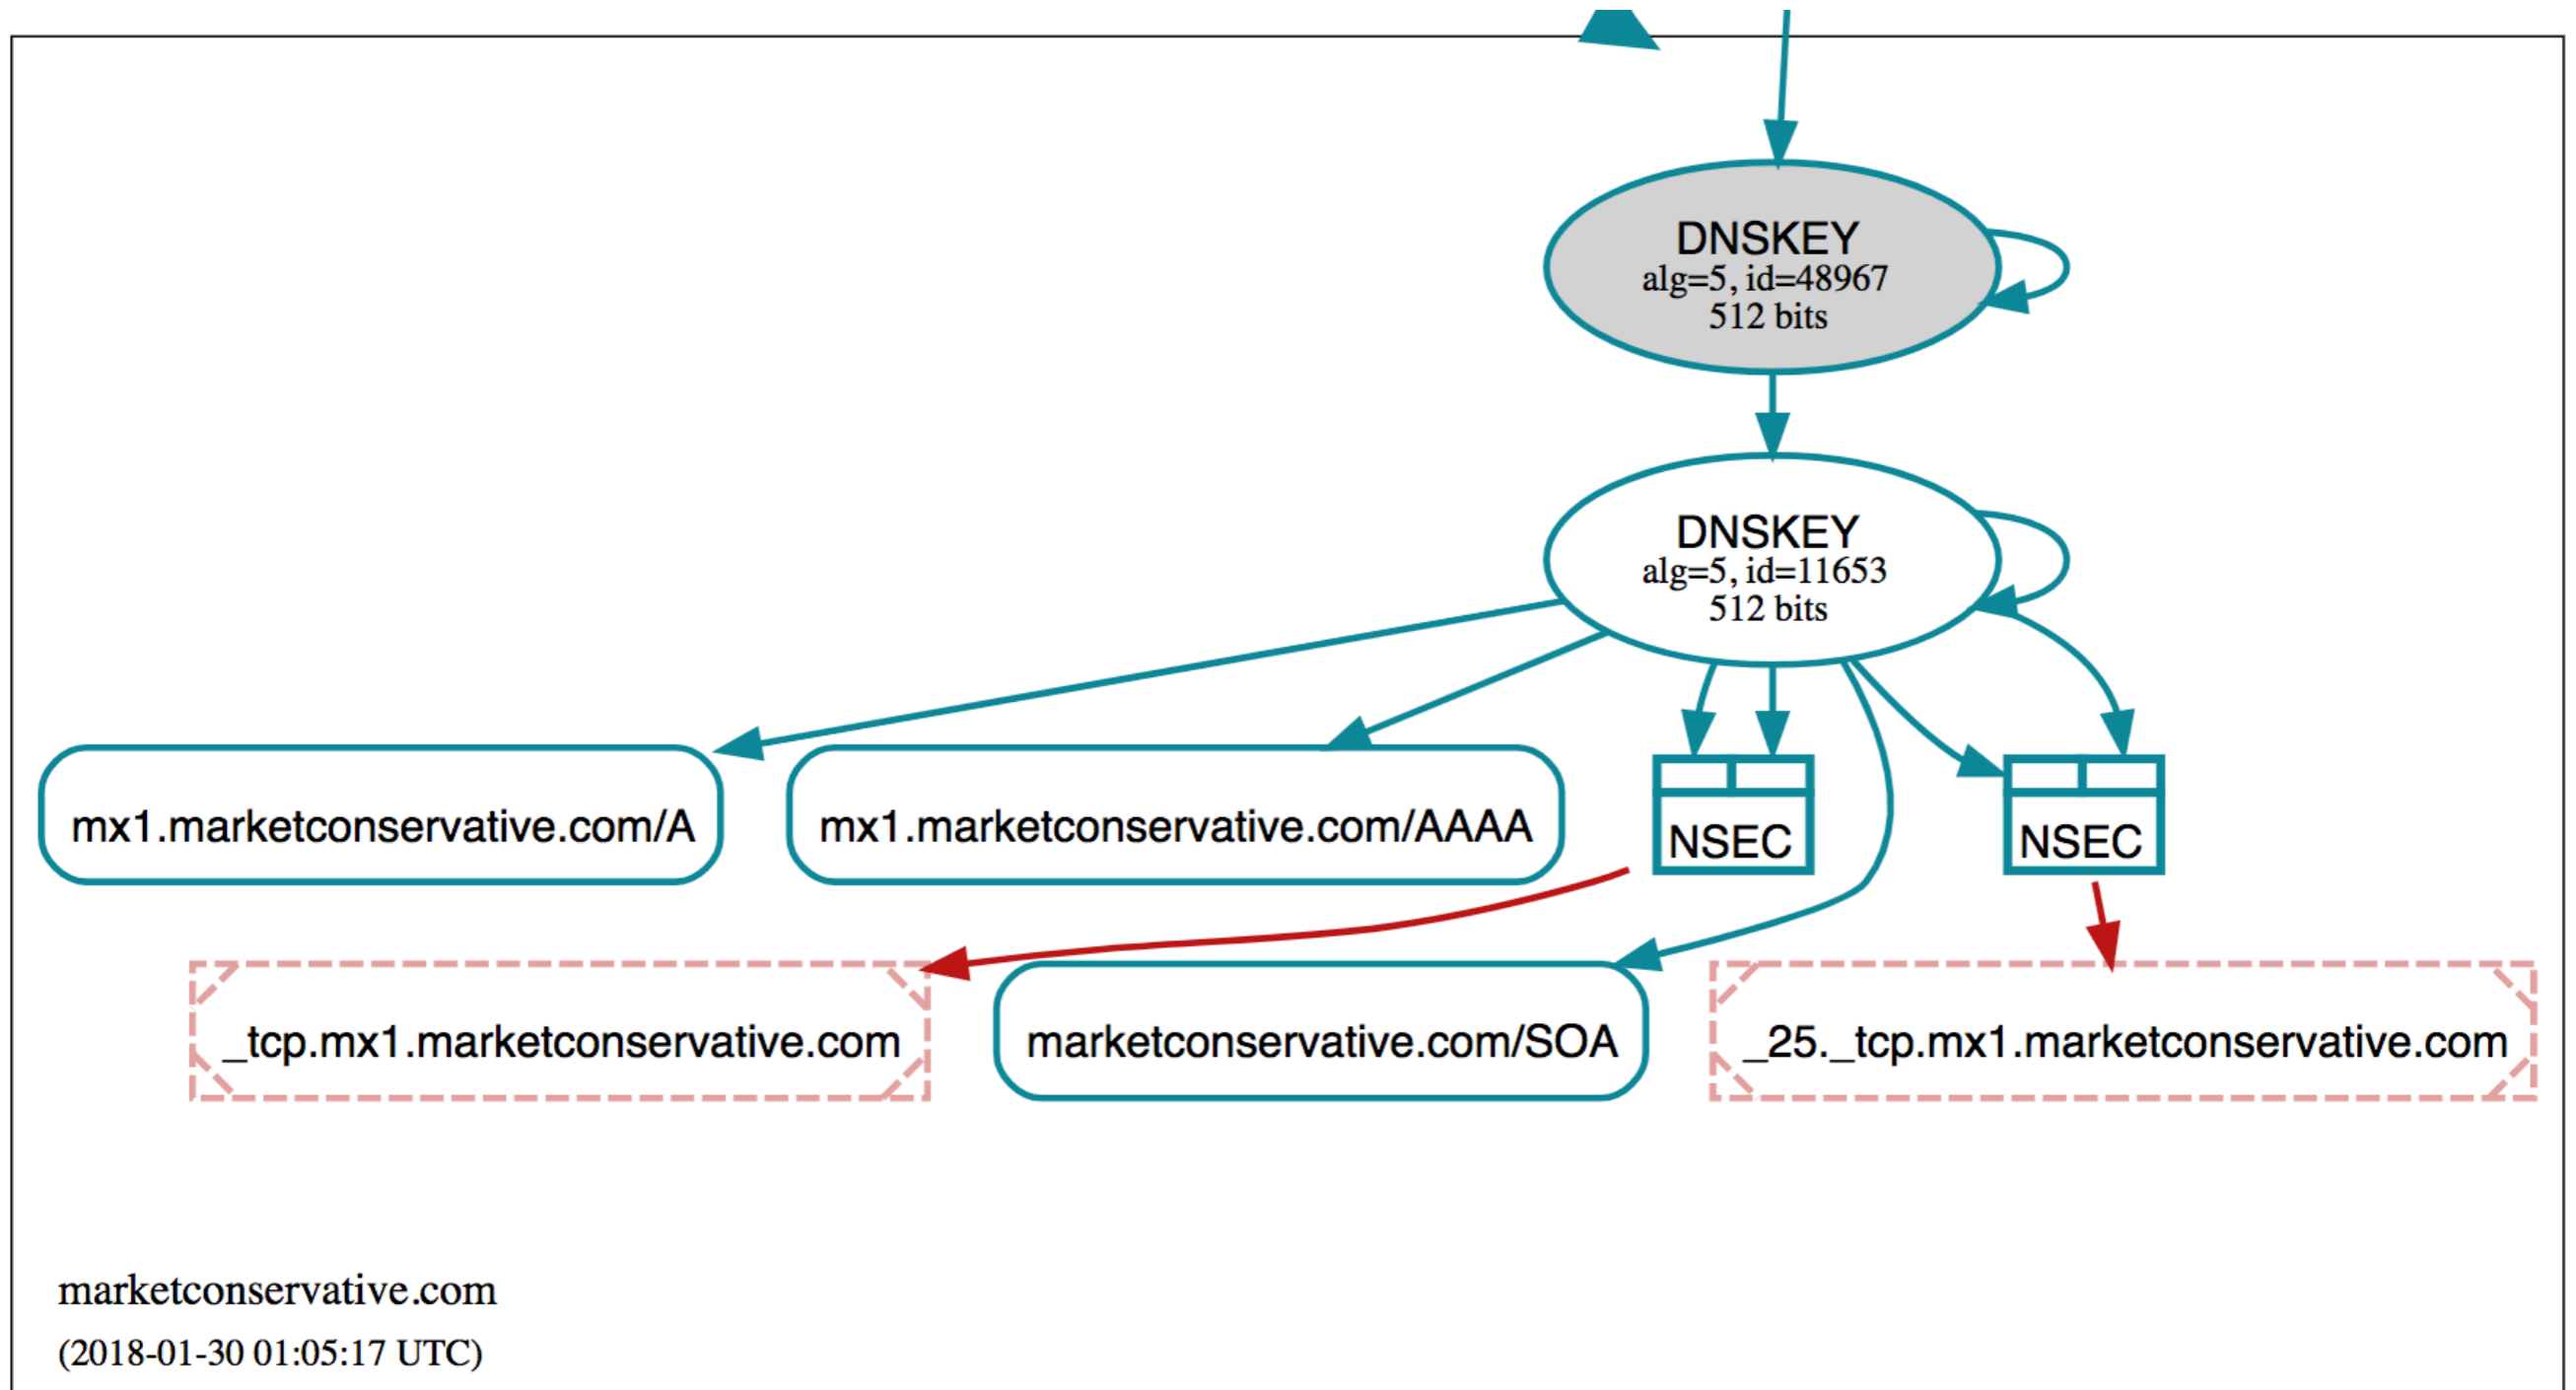 DNSKEY
alg=5, id=48967
512 bits
DNSKEY
alg=5, id=11653
512 bits
mx1.marketconservative.com/A
mx1.marketconservative.com/AAAA
NSEC
NSEC
_tcp.mx1.marketconservative.com
marketconservative.com/SOA
_25._tcp.mx1.marketconservative.com
marketconservative.com
(2018-01-30 01:05:17 UTC)